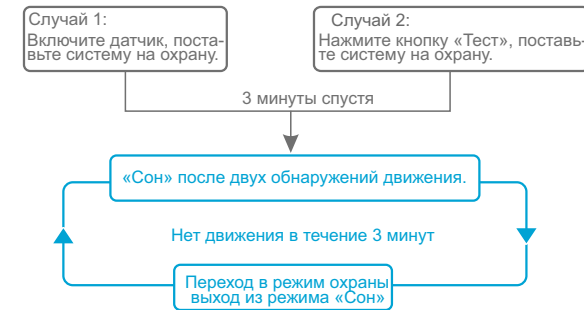 Случай 1:
Включите датчик, поста-
вьте систему на охрану.
Случай 2:
Нажмите кнопку «Тест», поставь-
те систему на охрану.
3 минуты спустя
«Сон» после двух обнаружений движения.
Нет движения в течение 3 минут
Переход в режим охраны
выход из режима «Сон»